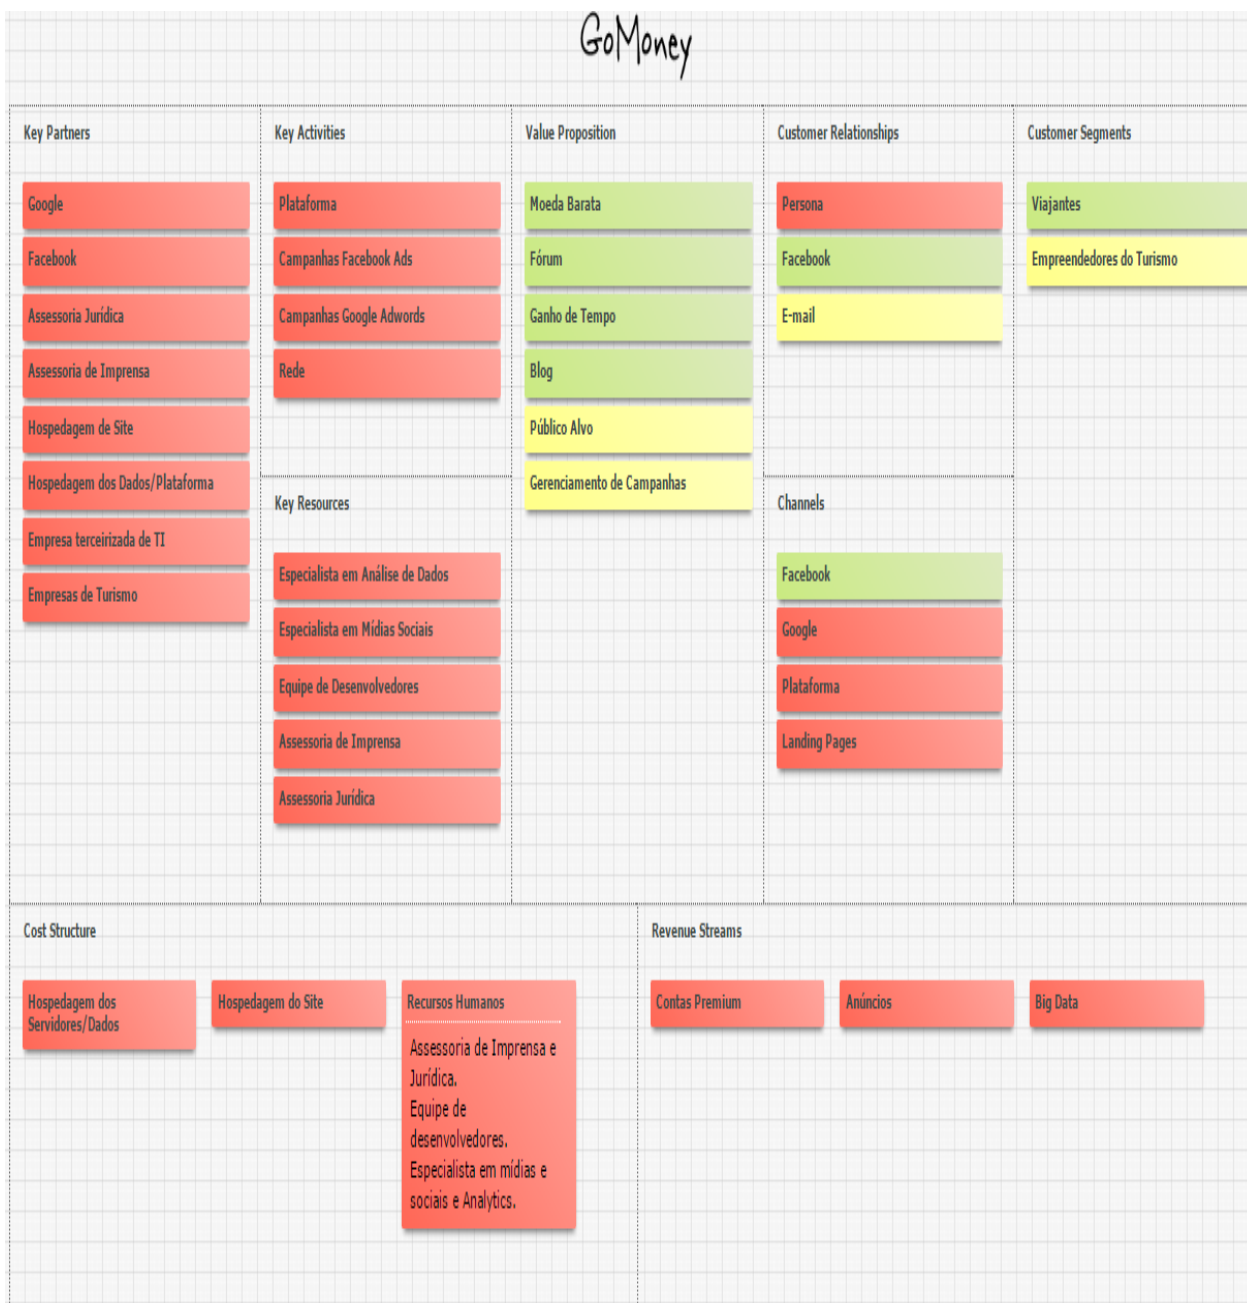 GoMoney
Key Partners
Google
Facebook
Assessoria Jurídica
Assessoria de Imprensa
Hospedagem de Site
Hospedagem dos Dados/Plataforma
Empresa terceirizada de TI
Empresas de Turismo
Key Activities
Plataforma
Campanhas Facebook Ads
Campanhas Google Adwords
Rede
Key Resources
Especialista em Análise de Dados
Especialista em Mídias Sociais
Equipe de Desenvolvedores
Assessoria de Imprensa
Assessoria Jurídica
Value Proposition
Moeda Barata
Fórum
Ganho de Tempo
Blog
Público Alvo
Gerenciamento de Campanhas
Customer Relationships
Persona
Facebook
E-mail
Channels
Facebook
Google
Plataforma
Landing Pages
Customer Segments
Viajantes
Empreendedores do Turismo
Cost Structure
Hospedagem dos
Servidores/Dados
Hospedagem do Site
Recursos Humanos
Assessoria de Imprensa e
Jurídica.
Equipe de
desenvolvedores.
Especialista em mídias e
sociais e Analytics.
Revenue Streams
Contas Premium
Anúncios
Big Data